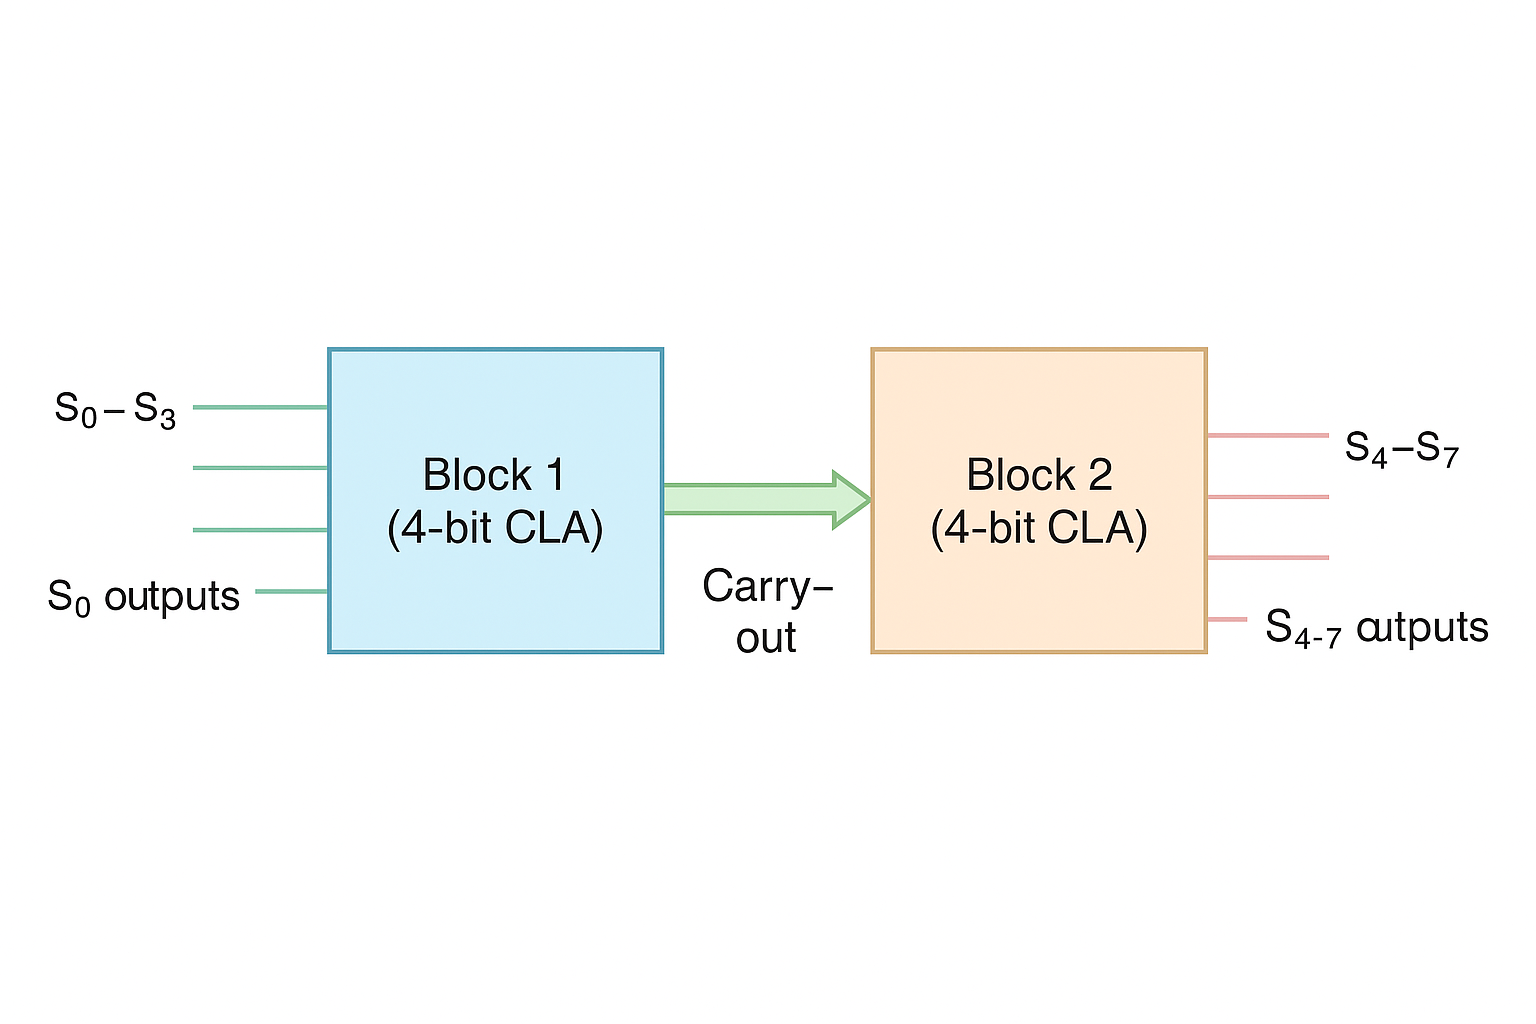 S₀ – S₃
S₀ outputs
Block 1
(4-bit CLA)
Carry–
out
Block 2
(4-bit CLA)
S₄–S₇
S₄₋₇ ɑtputs